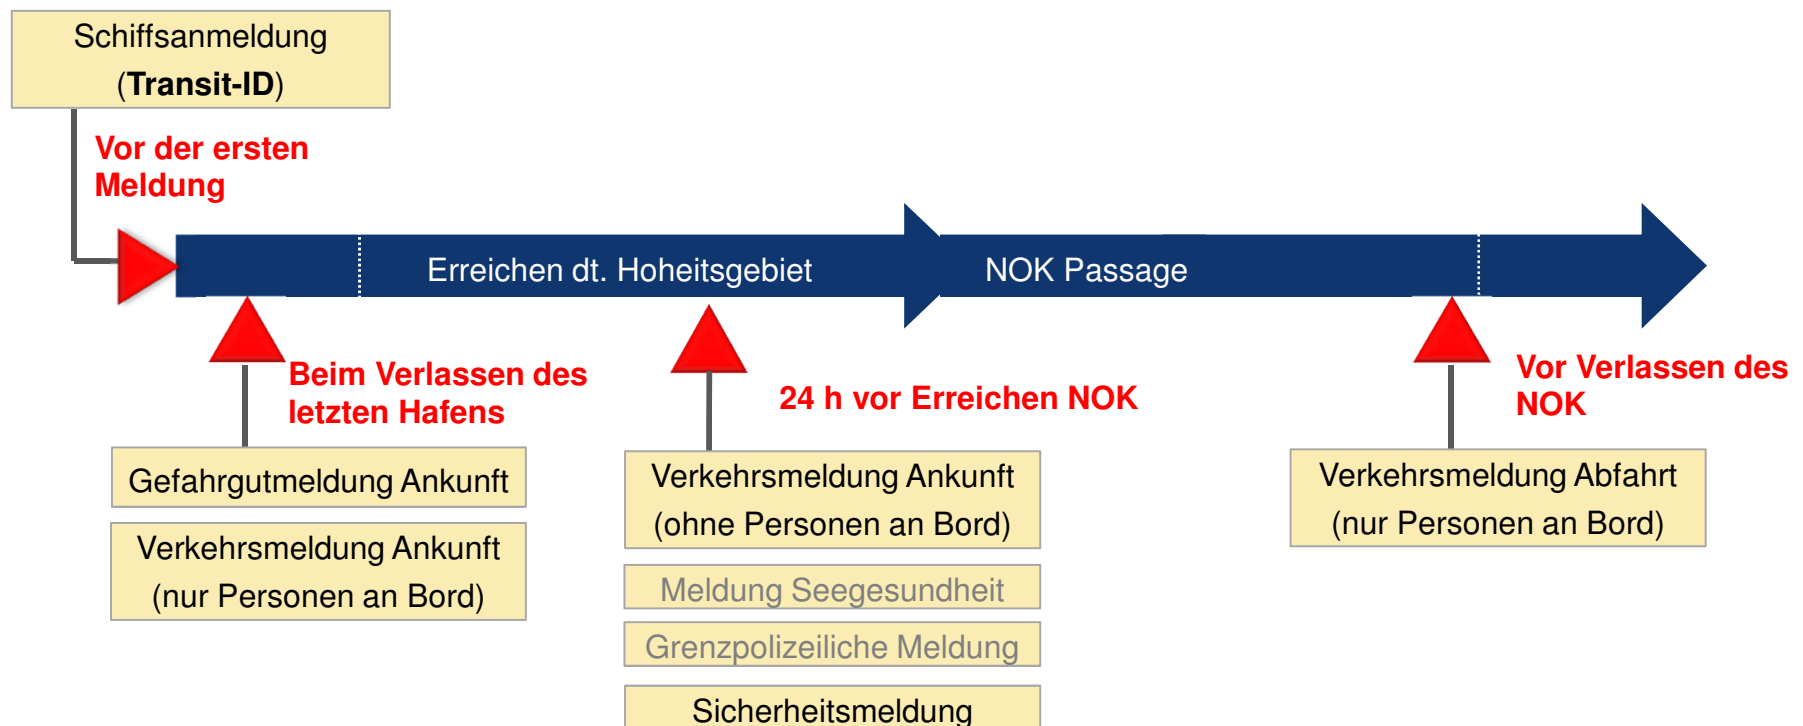 Schiffsanmeldung
(Transit-ID)
Vor der ersten
Meldung
Erreichen dt. Hoheitsgebiet
NOK Passage
Beim Verlassen des
letzten Hafens
24 h vor Erreichen NOK
Vor Verlassen des
NOK
Gefahrgutmeldung Ankunft
Verkehrsmeldung Ankunft
(nur Personen an Bord)
Verkehrsmeldung Ankunft
(ohne Personen an Bord)
Meldung Seegesundheit
Grenzpolizeiliche Meldung
Sicherheitsmeldung
Verkehrsmeldung Abfahrt
(nur Personen an Bord)